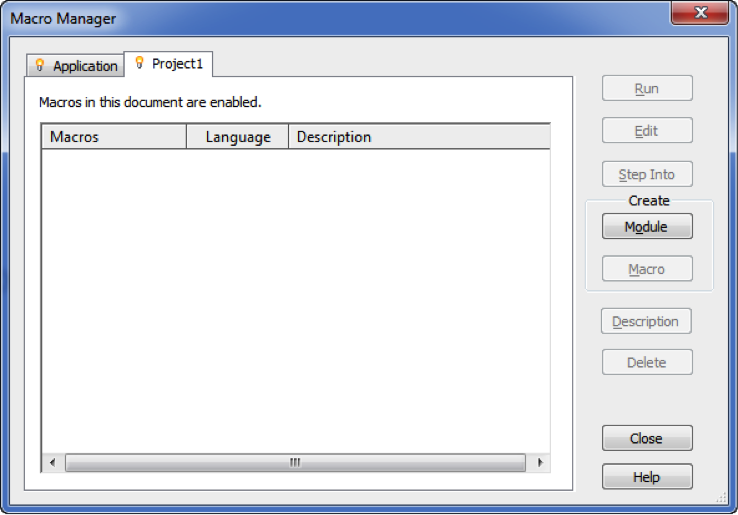 Macro Manager
Application
Project1
Macros in this document are enabled.
Macros Language Description
Run
Edit
Step Into
Create
Module
Macro
Description
Delete
Close
Help